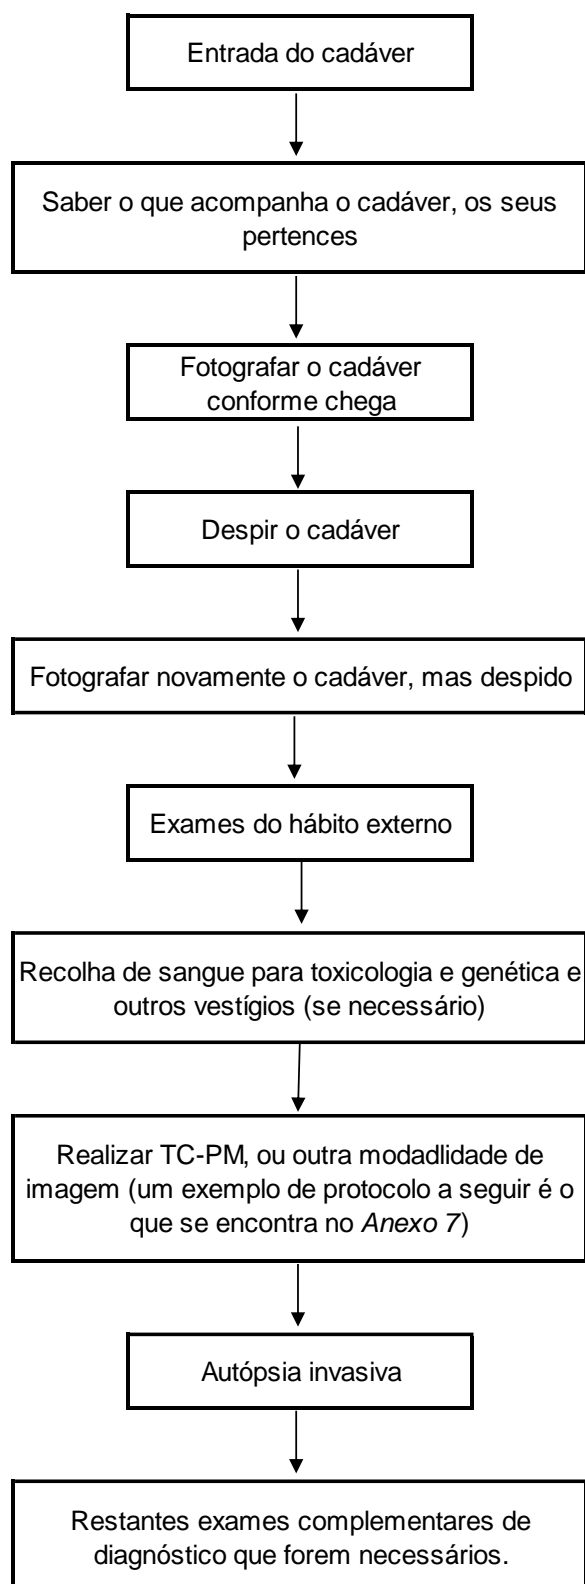 Entrada do cadáver
Saber o que acompanha o cadáver, os seus
pertences
Fotografar o cadáver
conforme chega
Despir o cadáver
Fotografar novamente o cadáver, mas despido
Exames do hábito externo
Recolha de sangue para toxicologia e genética e
outros vestígios (se necessário)
Realizar TC-PM, ou outra modadlidade de
imagem (um exemplo de protocolo a seguir é o
que se encontra no Anexo 7)
Autópsia invasiva
Restantes exames complementares de
diagnóstico que forem necessários.